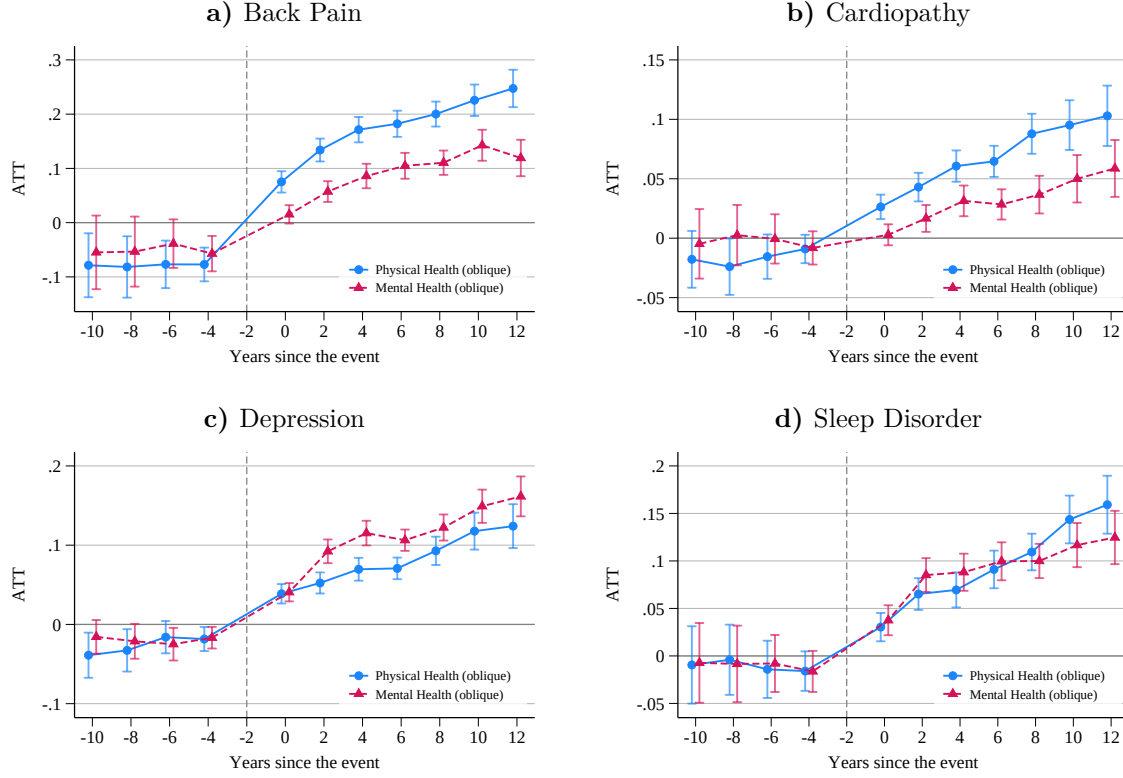 a) Back Pain
.3
.2
.1
0
-.1
ATT
Physical Health (oblique)
Mental Health (oblique)
-10 -8 -6 -4 -2 0 2 4 6 8 10 12
Years since the event
b) Cardiopathy
.15
.1
.05
0
-.05
ATT
Physical Health (oblique)
Mental Health (oblique)
-10 -8 -6 -4 -2 0 2 4 6 8 10 12
Years since the event
c) Depression
.2
.1
0
-.1
ATT
Physical Health (oblique)
Mental Health (oblique)
-10 -8 -6 -4 -2 0 2 4 6 8 10 12
Years since the event
d) Sleep Disorder
.2
.15
.1
.05
0
-.05
ATT
Physical Health (oblique)
Mental Health (oblique)
-10 -8 -6 -4 -2 0 2 4 6 8 10 12
Years since the event